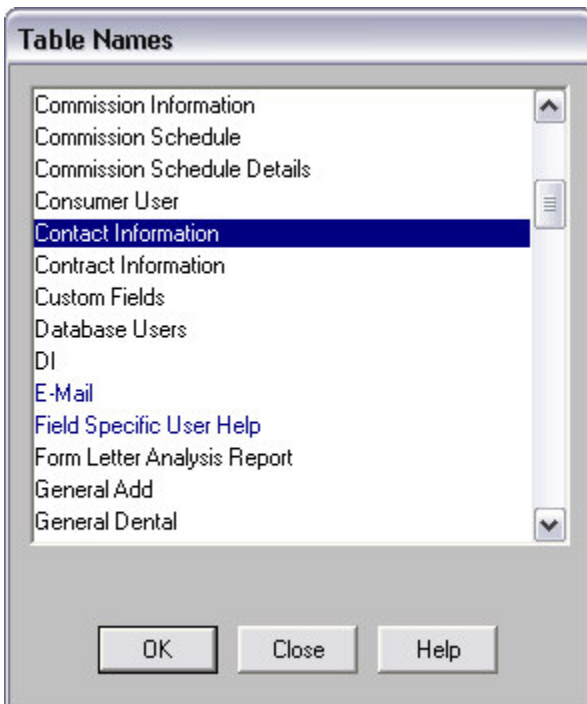 Table Names
Commission Information
Commission Schedule
Commission Schedule Details
Consumer User
Contact Information
Contract Information
Custom Fields
Database Users
DI
E-Mail
Field Specific User Help
Form Letter Analysis Report
General Add
General Dental
OK Close Help